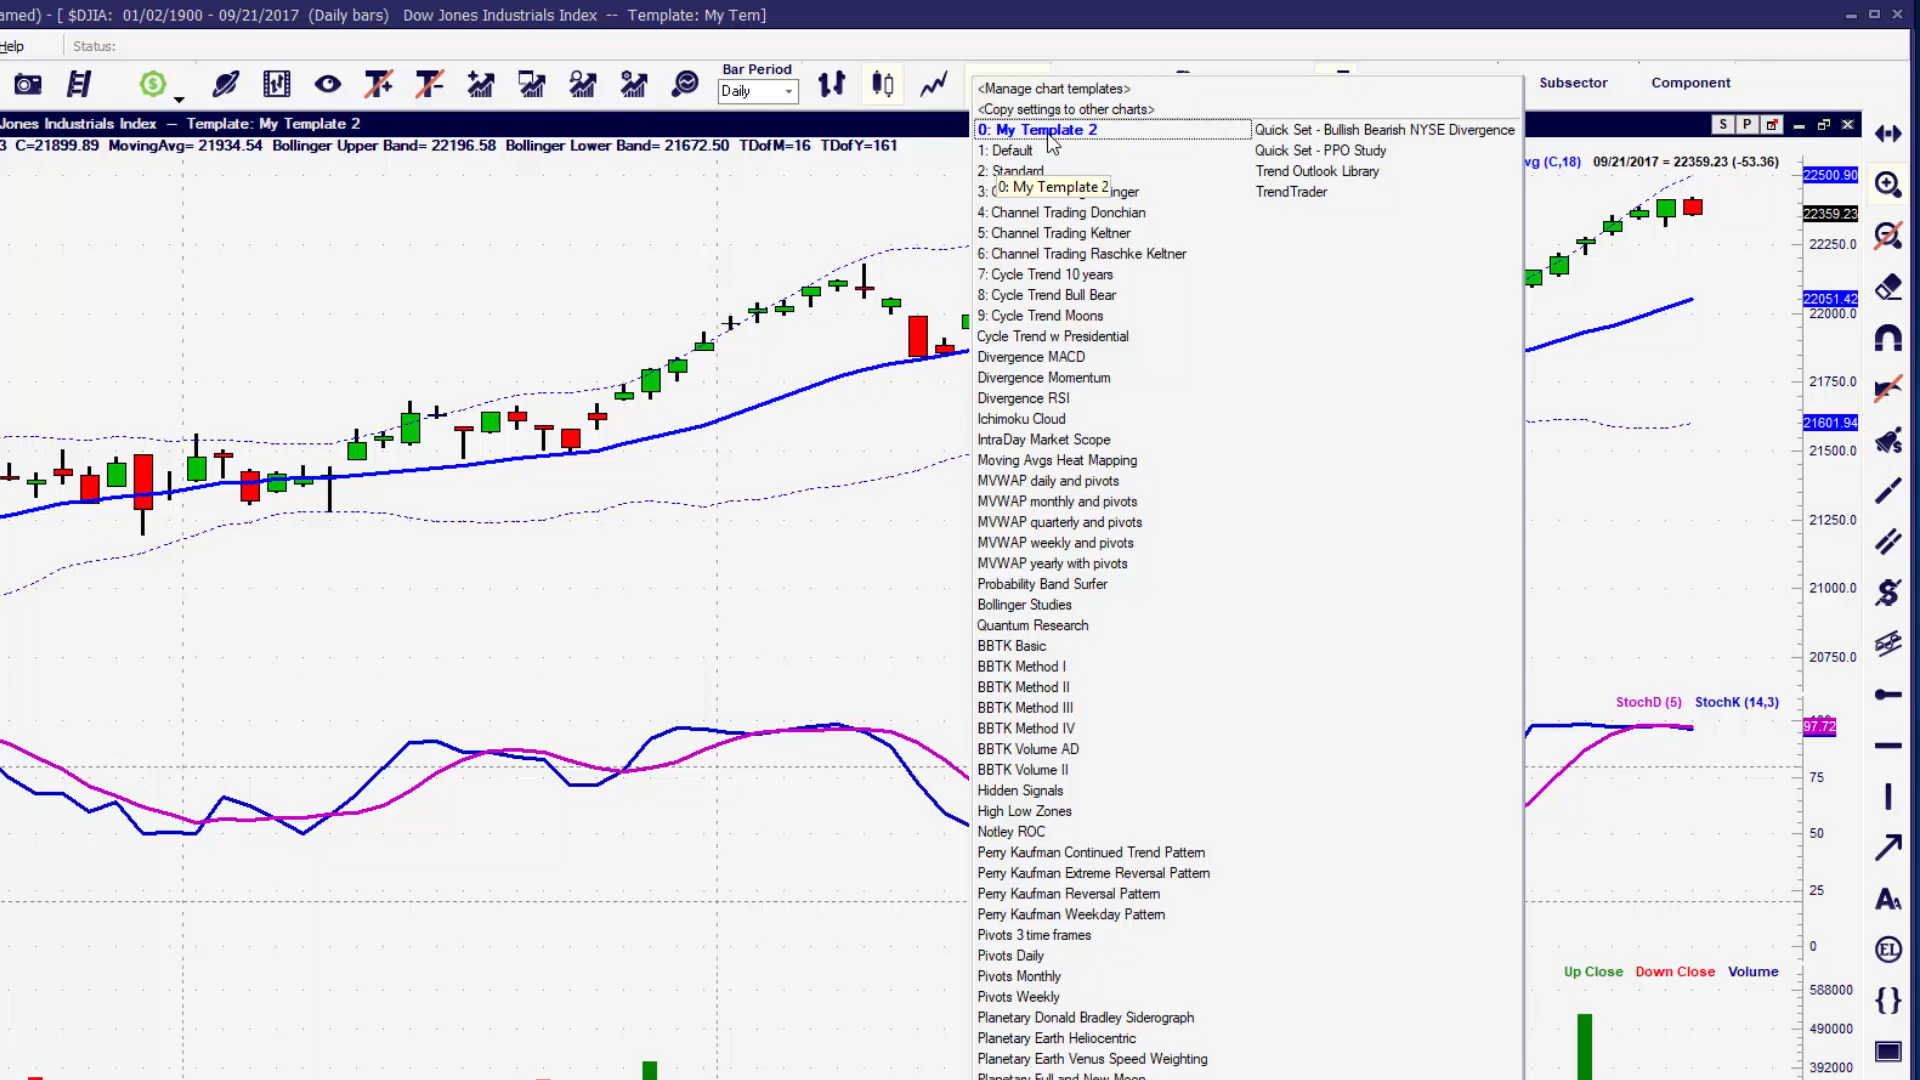 amed) - [ $DJIA: 01/02/1900 - 09/21/2017 (Daily bars) Dow Jones Industrials Index -- Template: My Tem]
Help
Status:
Bar Period
Daily
Subsector
Component
Jones Industrials Index -- Template: My Template 2
S P
3 C=21899.89 MovingAvg= 21934.54 Bollinger Upper Band= 22196.58 Bollinger Lower Band= 21672.50 TDofM=16 TDofY=161
vg (C,18) 09/21/2017 = 22359.23 (-53.36)
<Manage chart templates>
<Copy settings to other charts>
0: My Template 2
1: Default
2: Standard
0: My Template 2
4: Channel Trading Donchian
5: Channel Trading Keltner
6: Channel Trading Raschke Keltner
7: Cycle Trend 10 years
8: Cycle Trend Bull Bear
9: Cycle Trend Moons
Cycle Trend w Presidential
Divergence MACD
Divergence Momentum
Divergence RSI
Ichimoku Cloud
IntraDay Market Scope
Moving Avgs Heat Mapping
MVWAP daily and pivots
MVWAP monthly and pivots
MVWAP quarterly and pivots
MVWAP weekly and pivots
MVWAP yearly with pivots
Probability Band Surfer
Bollinger Studies
Quantum Research
BBTK Basic
BBTK Method I
BBTK Method II
BBTK Method III
BBTK Method IV
BBTK Volume AD
BBTK Volume II
Hidden Signals
High Low Zones
Notley ROC
Perry Kaufman Continued Trend Pattern
Perry Kaufman Extreme Reversal Pattern
Perry Kaufman Reversal Pattern
Perry Kaufman Weekday Pattern
Pivots 3 time frames
Pivots Daily
Pivots Monthly
Pivots Weekly
Planetary Donald Bradley Siderograph
Planetary Earth Heliocentric
Planetary Earth Venus Speed Weighting
Planetary Full and New Moon
Quick Set - Bullish Bearish NYSE Divergence
Quick Set - PPO Study
Trend Outlook Library
TrendTrader
22500.90
22359.23
22250.0
22051.42
22000.0
21750.0
21601.94
21500.0
21250.0
21000.0
20750.0
StochD (5) StochK (14,3)
97.72
75
50
25
0
Up Close Down Close Volume
588000
490000
392000
EL